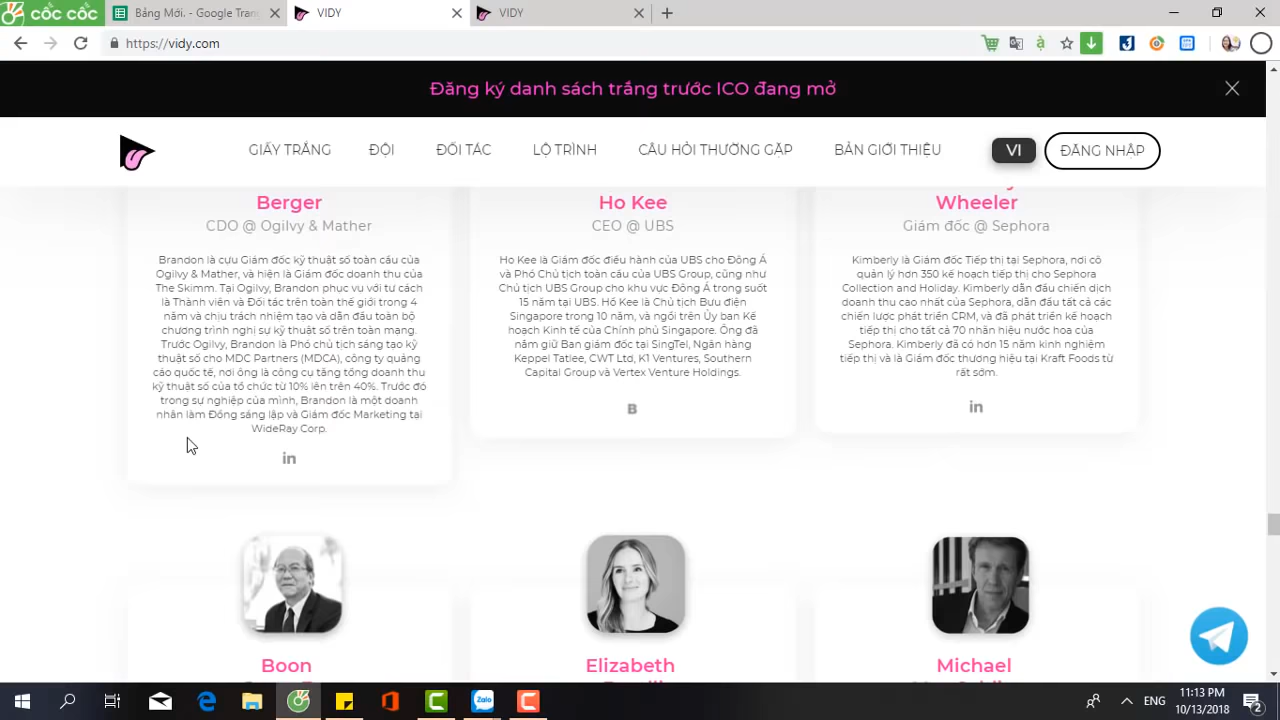 cốc cốc
Bảng Mới. - Google Trang
VIDY
VIDY
https://vidy.com
Đăng ký danh sách trắng trước ICO đang mở
GIẤY TRẮNG
ĐỘI
ĐỐI TÁC
LỘ TRÌNH
CÂU HỎI THƯỜNG GẶP
BẢN GIỚI THIỆU
VI
ĐĂNG NHẬP
Berger
CDO @ Ogilvy & Mather
Brandon là cựu Giám đốc kỹ thuật số toàn cầu của
Ogilvy & Mather, và hiện là Giám đốc doanh thu của
The Skimm. Tại Ogilvy, Brandon phục vụ với tư cách
là Thành viên và Đối tác trên toàn thế giới trong 4
năm và chịu trách nhiệm tạo và dẫn đầu toàn bộ
chương trình nghị sự kỹ thuật số trên toàn mạng.
Trước Ogilvy, Brandon là Phó chủ tịch sáng tạo kỹ
thuật số cho MDC Partners (MDCA), công ty quảng
cáo quốc tế, nơi ông là công cụ tăng tổng doanh thu
kỹ thuật số của tổ chức từ 10% lên trên 40%. Trước đó
trong sự nghiệp của mình, Brandon là một doanh
nhân làm Đồng sáng lập và Giám đốc Marketing tại
WideRay Corp.
in
Ho Kee
CEO @ UBS
Ho Kee là Giám đốc điều hành của UBS cho Đông Á
và Phó Chủ tịch toàn cầu của UBS Group, cũng như
Chủ tịch UBS Group cho khu vực Đông Á trong suốt
15 năm tại UBS. Hồ Kee là Chủ tịch Bưu điện
Singapore trong 10 năm, và ngồi trên Ủy ban Kế
hoạch Kinh tế của Chính phủ Singapore. Ông đã
năm giữ Ban giám đốc tại SingTel, Ngân hàng
Keppel Tatlee, CWT Ltd, K1 Ventures, Southern
Capital Group và Vertex Venture Holdings.
B
Wheeler
Giám đốc @ Sephora
Kimberly là Giám đốc Tiếp thị tại Sephora, nơi cô
quản lý hơn 350 kế hoạch tiếp thị cho Sephora
Collection and Holiday. Kimberly dẫn đầu chiến dịch
doanh thu cao nhất của Sephora, dẫn đầu tất cả các
chiến lược phát triển CRM, và đã phát triển kế hoạch
tiếp thị cho tất cả 70 nhãn hiệu nước hoa của
Sephora. Kimberly đã có hơn 15 năm kinh nghiệm
tiếp thị và là Giám đốc thương hiệu tại Kraft Foods từ
rất sớm.
in
Boon
Elizabeth
Michael
ENG
11:13 PM
10/13/2018
2